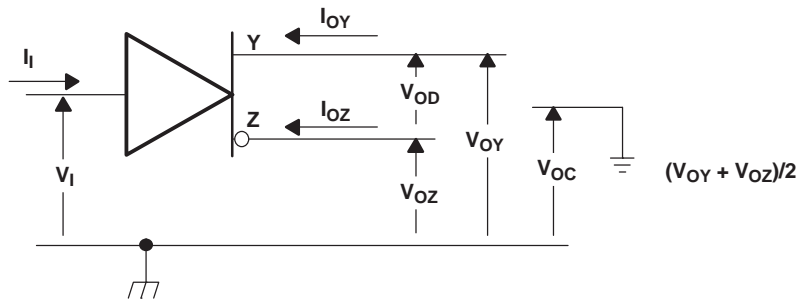 I_OY
Y
I_I
V_OD
Z
I_OZ
V_OY
V_I
V_OZ
V_OC
(V_OY + V_OZ)/2